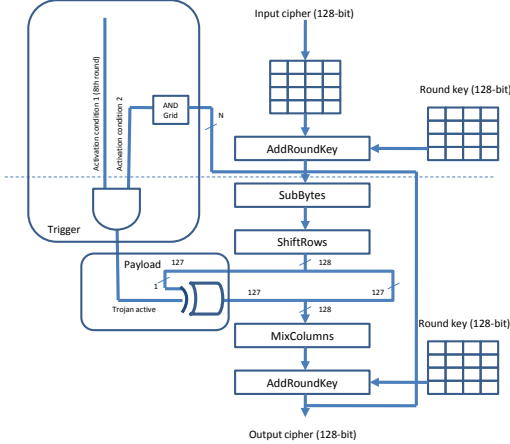 Input cipher (128-bit)
Activation condition 1 (8th round)
Activation condition 2
AND
Grid
N
Round key (128-bit)
AddRoundKey
SubBytes
Trigger
ShiftRows
Payload
127
128
1
127
127
Trojan active
128
MixColumns
Round key (128-bit)
AddRoundKey
Output cipher (128-bit)